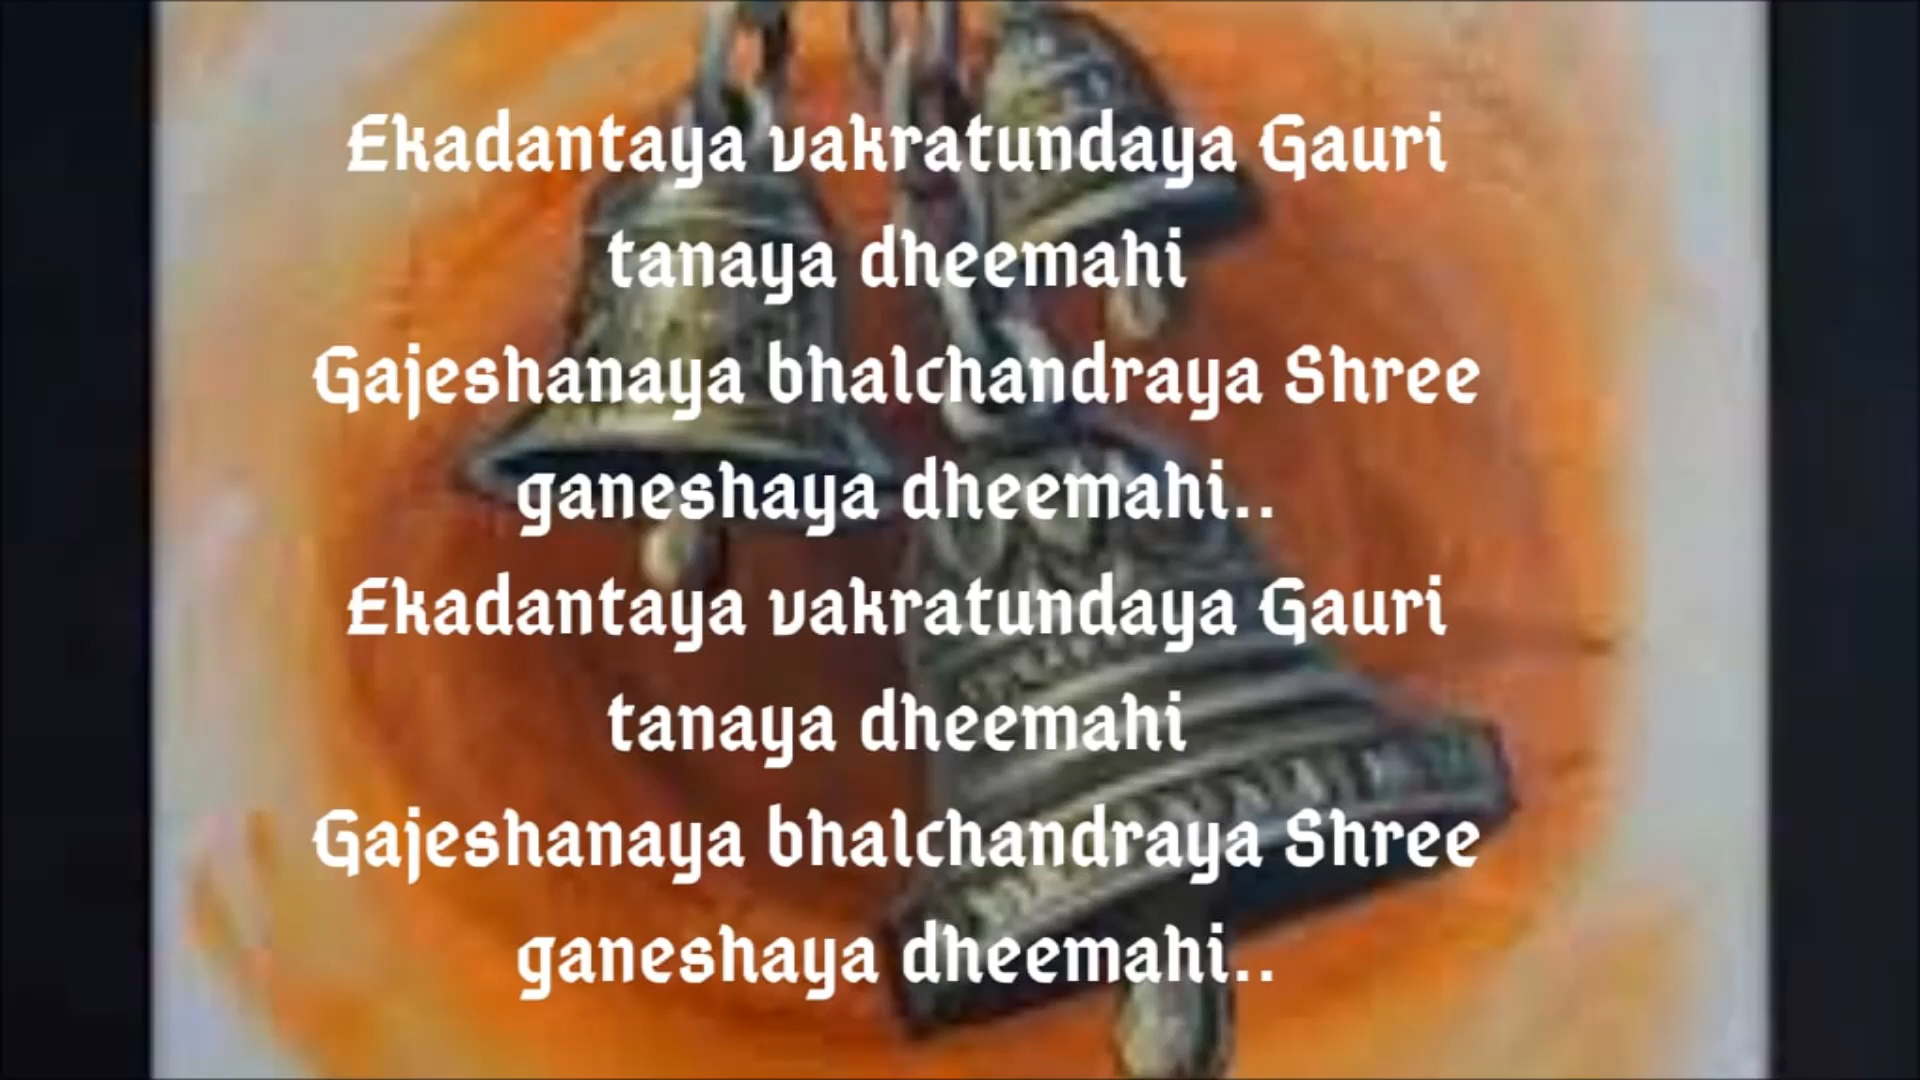 Ekadantaya vakratundaya Gauri
tanaya dheemahi
Gajeshanaya bhalchandraya Shree
ganeshaya dheemahi..
Ekadantaya vakratundaya Gauri
tanaya dheemahi
Gajeshanaya bhalchandraya Shree
ganeshaya dheemahi..